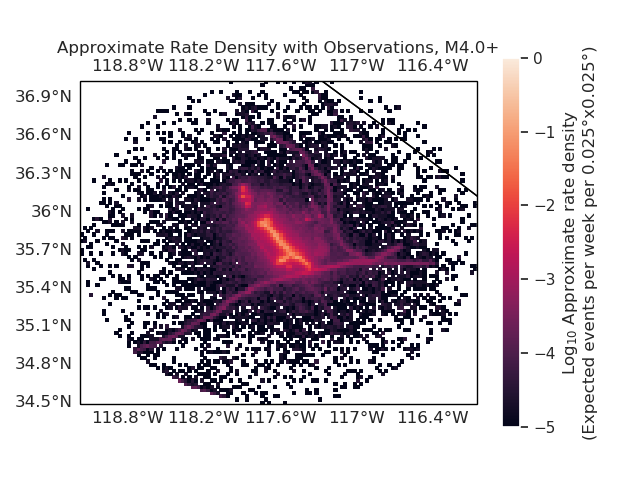 Approximate Rate Density with Observations, M4.0+
118.8°W 118.2°W 117.6°W 117°W 116.4°W
36.9°N
36.6°N
36.3°N
36°N
35.7°N
35.4°N
35.1°N
34.8°N
34.5°N
118.8°W 118.2°W 117.6°W 117°W 116.4°W
0
−1
−2
−3
−4
−5
Log₁₀ Approximate rate density
(Expected events per week per 0.025°x0.025°)